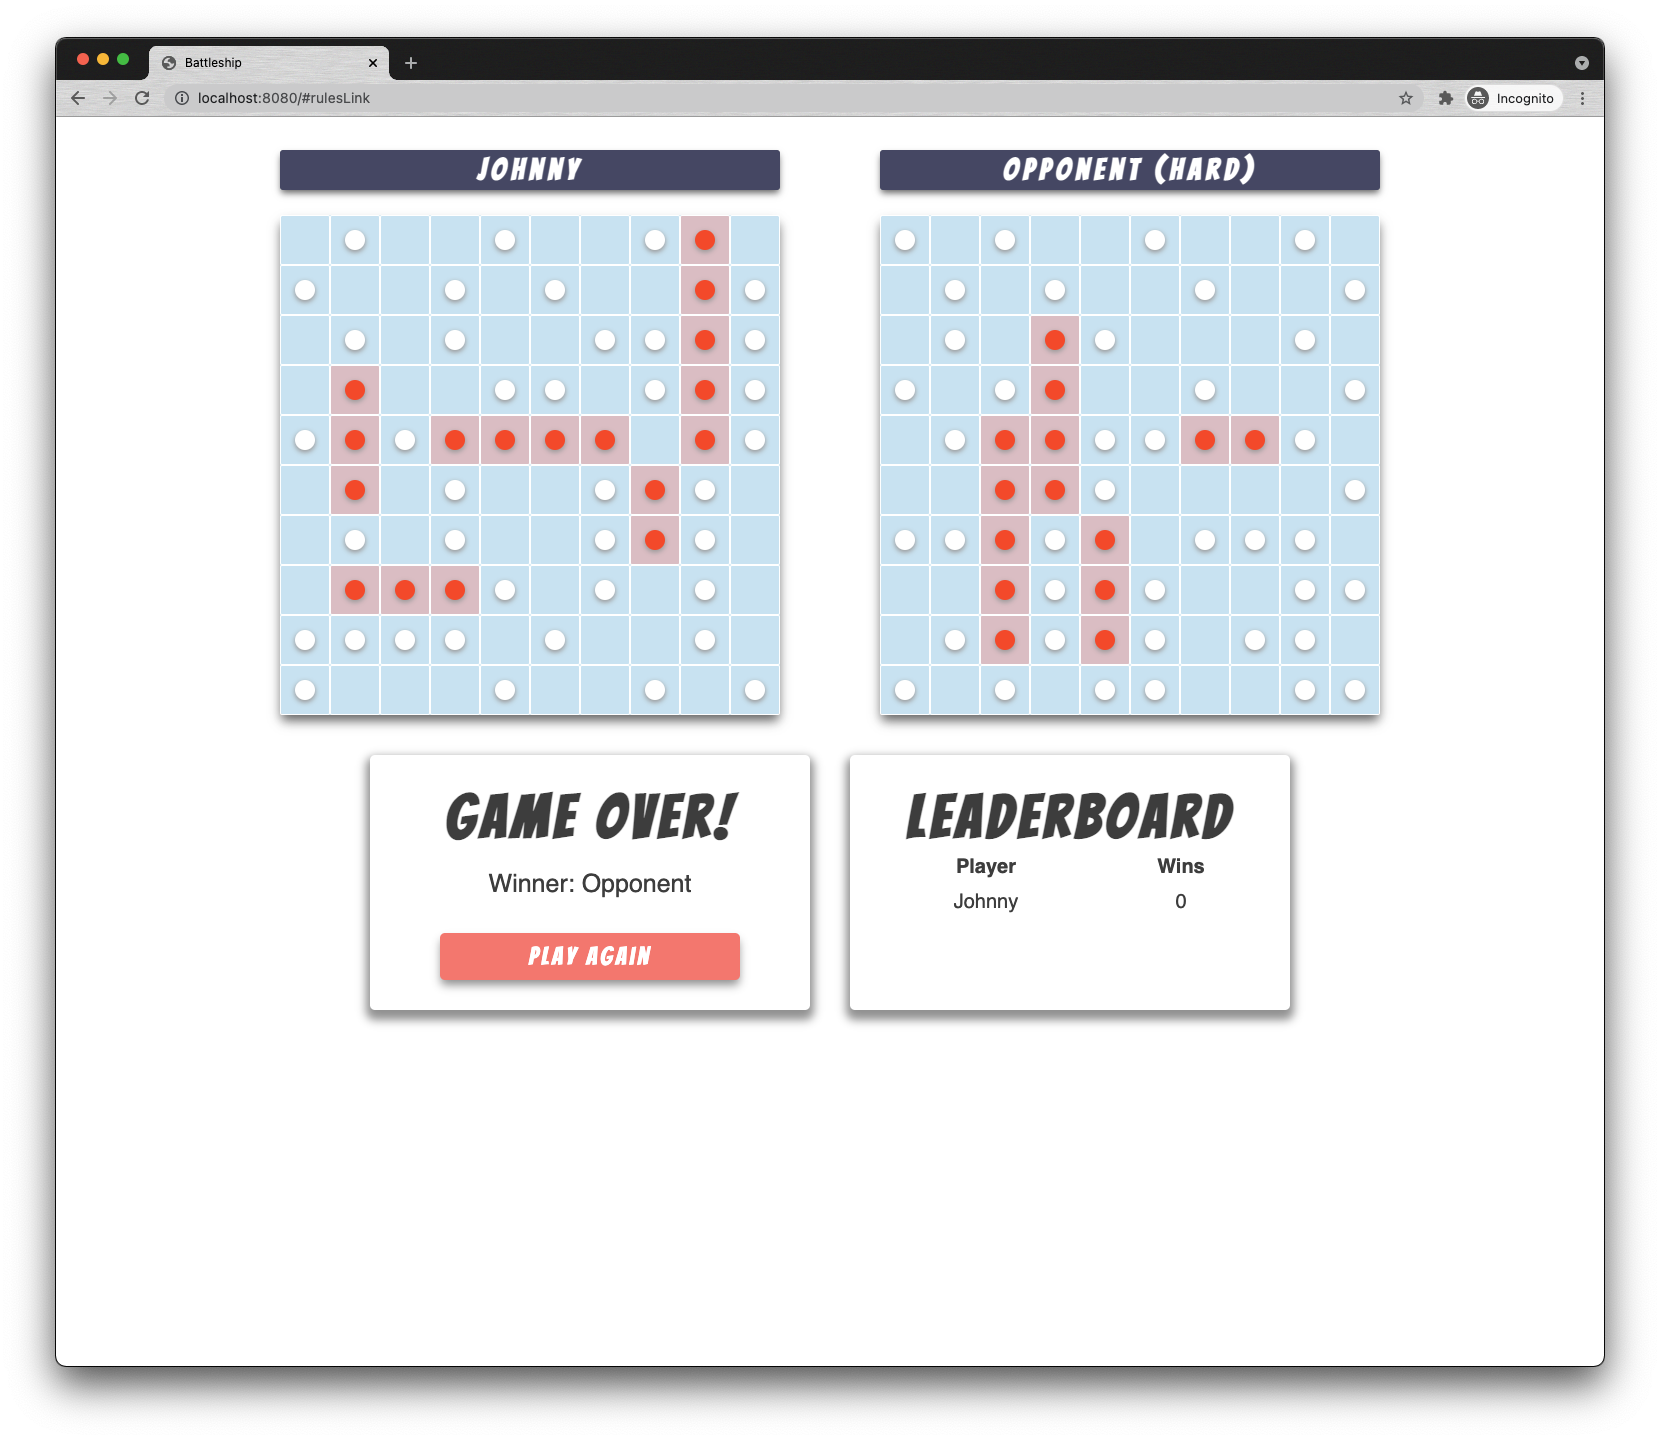 Battleship
localhost:8080/#rulesLink
Incognito
JOHNNY
OPPONENT (HARD)
GAME OVER!
Winner: Opponent
PLAY AGAIN
LEADERBOARD
Player Wins
Johnny 0